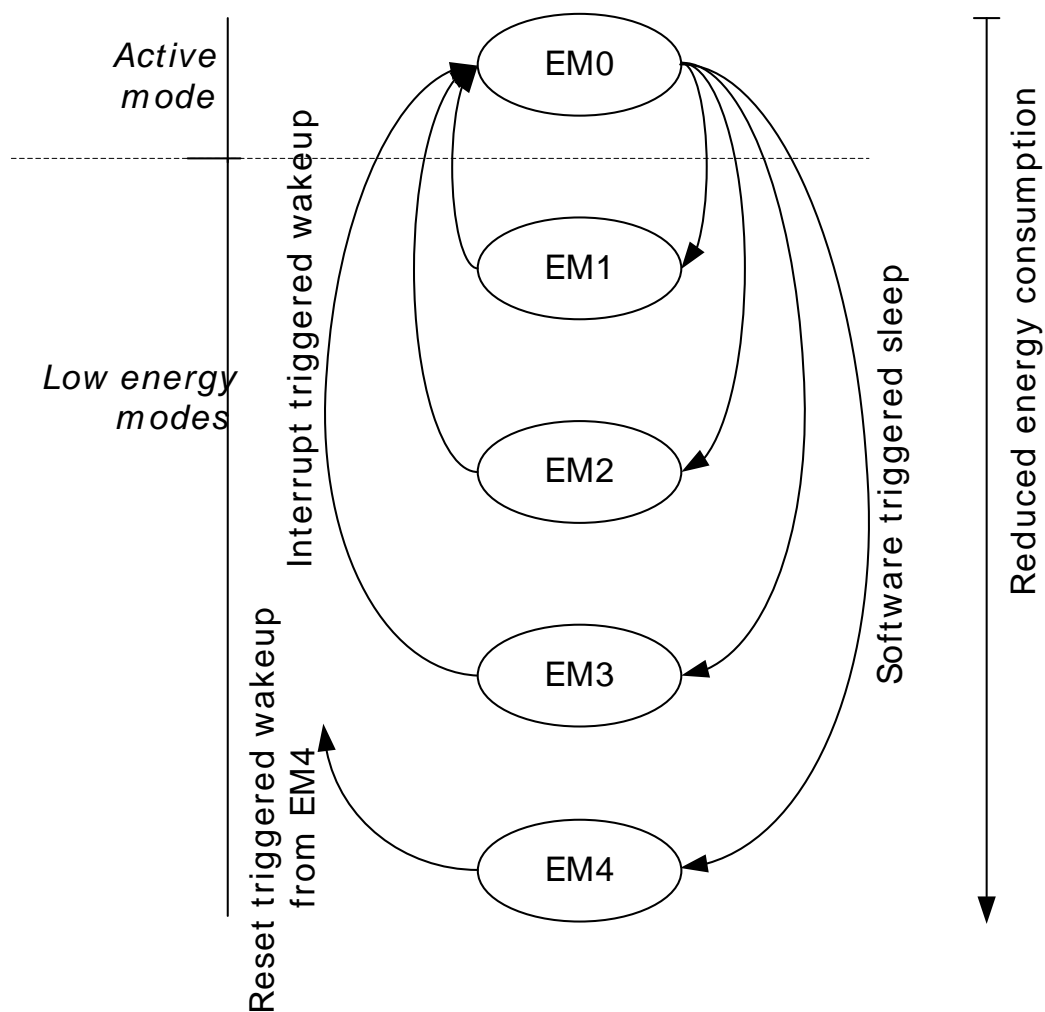 Active
mode
EM0
EM1
Low energy
modes
EM2
EM3
EM4
Interrupt triggered wakeup
Reset triggered wakeup
from EM4
Software triggered sleep
Reduced energy consumption